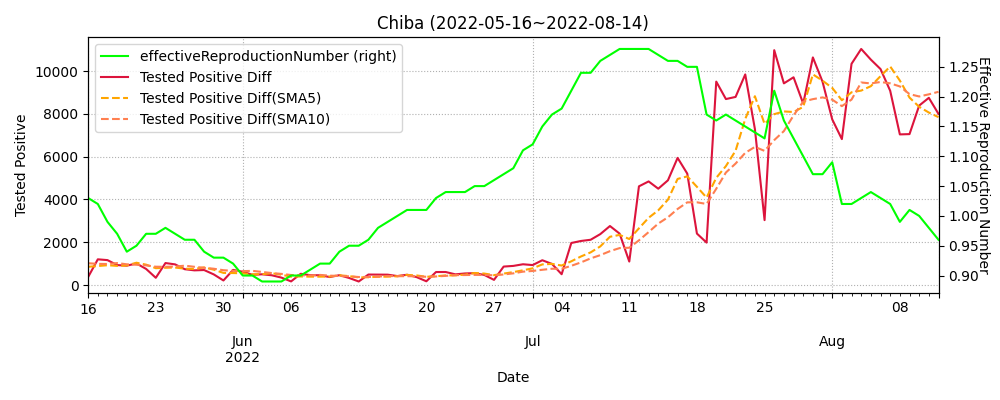 Chiba (2022-05-16~2022-08-14)
effectiveReproductionNumber (right)
Tested Positive Diff
Tested Positive Diff(SMA5)
Tested Positive Diff(SMA10)
Tested Positive
10000
8000
6000
4000
2000
0
Effective Reproduction Number
1.25
1.20
1.15
1.10
1.05
1.00
0.95
0.90
16 23 30 06 13 20 27 04 11 18 25 08
Jun Jul Aug
2022
Date